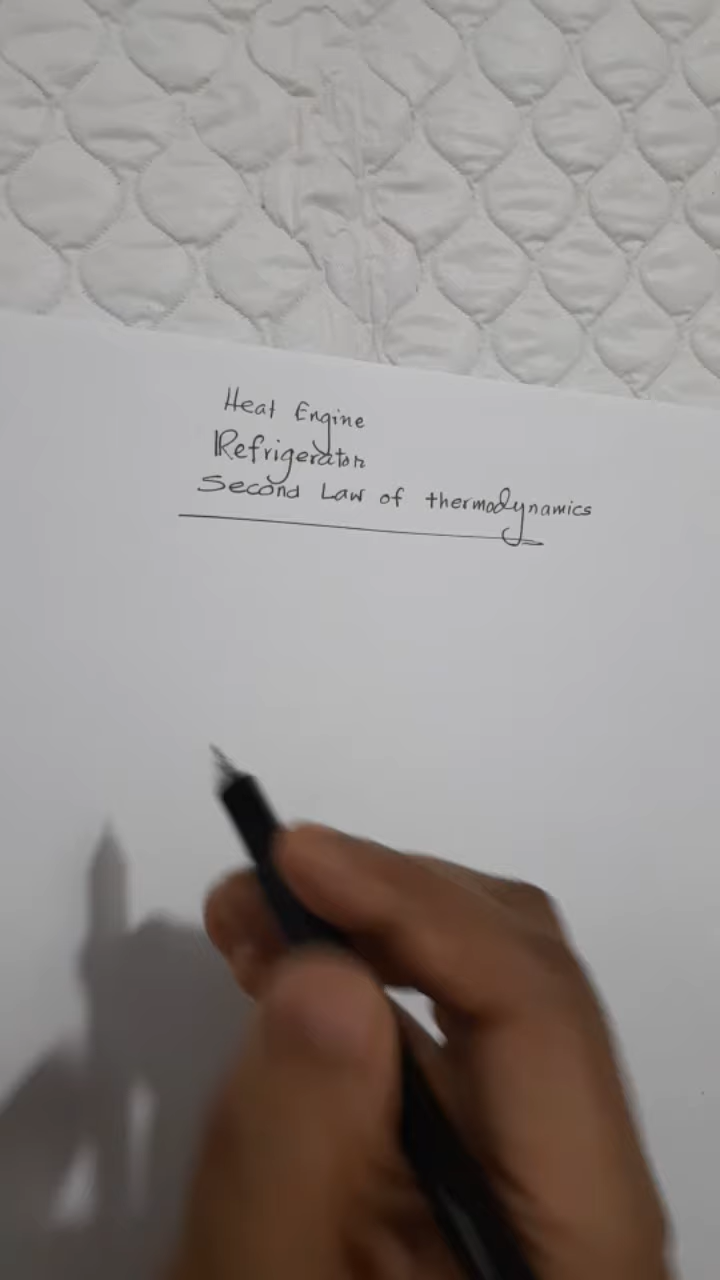 Heat Engine
Refrigerator
Second Law of thermodynamics